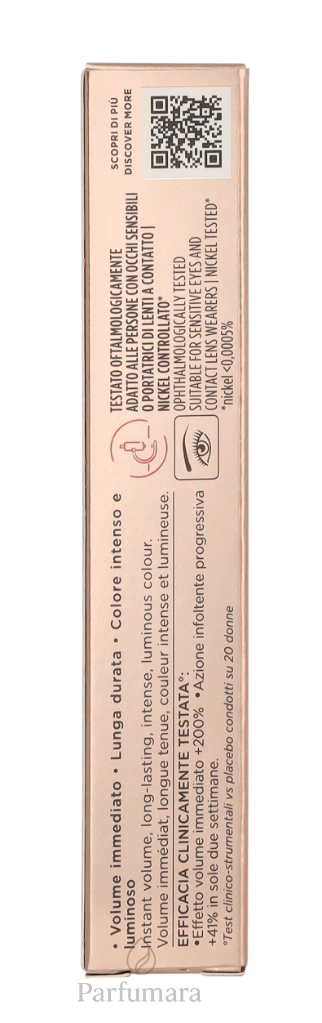 • Volume immediato • Lunga durata • Colore intenso e
luminoso
Instant volume, long-lasting, intense, luminous colour.
Volume immédiat, longue tenue, couleur intense et lumineuse.
EFFICACIA CLINICAMENTE TESTATA°:
•Effetto volume immediato +200% •Azione infoltente progressiva
+41% in sole due settimane.
°Test clinico-strumentali vs placebo condotti su 20 donne
TESTATO OFTALMOLOGICAMENTE
ADATTO ALLE PERSONE CON OCCHI SENSIBILI
O PORTATRICI DI LENTI A CONTATTO |
NICKEL CONTROLLATO*
OPHTHALMOLOGICALLY TESTED
SUITABLE FOR SENSITIVE EYES AND
CONTACT LENS WEARERS | NICKEL TESTED*
*nickel <0,0005%
SCOPRI DI PIÙ
DISCOVER MORE
Parfumara